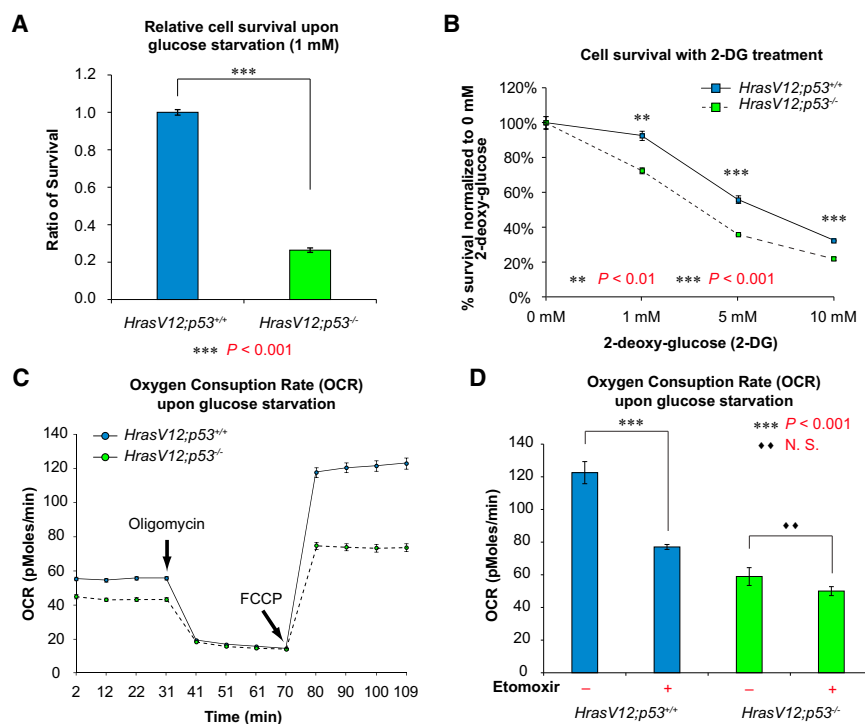 A
Relative cell survival upon
glucose starvation (1 mM)
***
1.2
1.0
0.8
0.6
0.4
0.2
0.0
Ratio of Survival
HrasV12;p53+/+
HrasV12;p53-/-
*** P < 0.001
B
Cell survival with 2-DG treatment
HrasV12;p53+/+
HrasV12;p53-/-
120%
100%
80%
60%
40%
20%
0%
% survival normalized to 0 mM
2-deoxy-glucose
**
***
***
** P < 0.01 *** P < 0.001
0 mM 1 mM 5 mM 10 mM
2-deoxy-glucose (2-DG)
C
Oxygen Consuption Rate (OCR)
upon glucose starvation
HrasV12;p53+/+
HrasV12;p53-/-
140
120
100
80
60
40
20
0
OCR (pMoles/min)
Oligomycin
FCCP
2 12 22 31 41 51 61 70 80 90 100 109
Time (min)
D
Oxygen Consuption Rate (OCR)
upon glucose starvation
*** P < 0.001
♦♦ N. S.
***
♦♦
140
120
100
80
60
40
20
0
OCR (pMoles/min)
Etomoxir – + – +
HrasV12;p53+/+
HrasV12;p53-/-